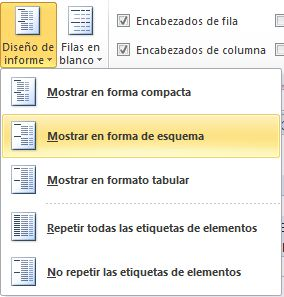 Diseño de
informe
Filas en
blanco
Encabezados de fila
Encabezados de columna
Mostrar en forma compacta
Mostrar en forma de esquema
Mostrar en formato tabular
Repetir todas las etiquetas de elementos
No repetir las etiquetas de elementos